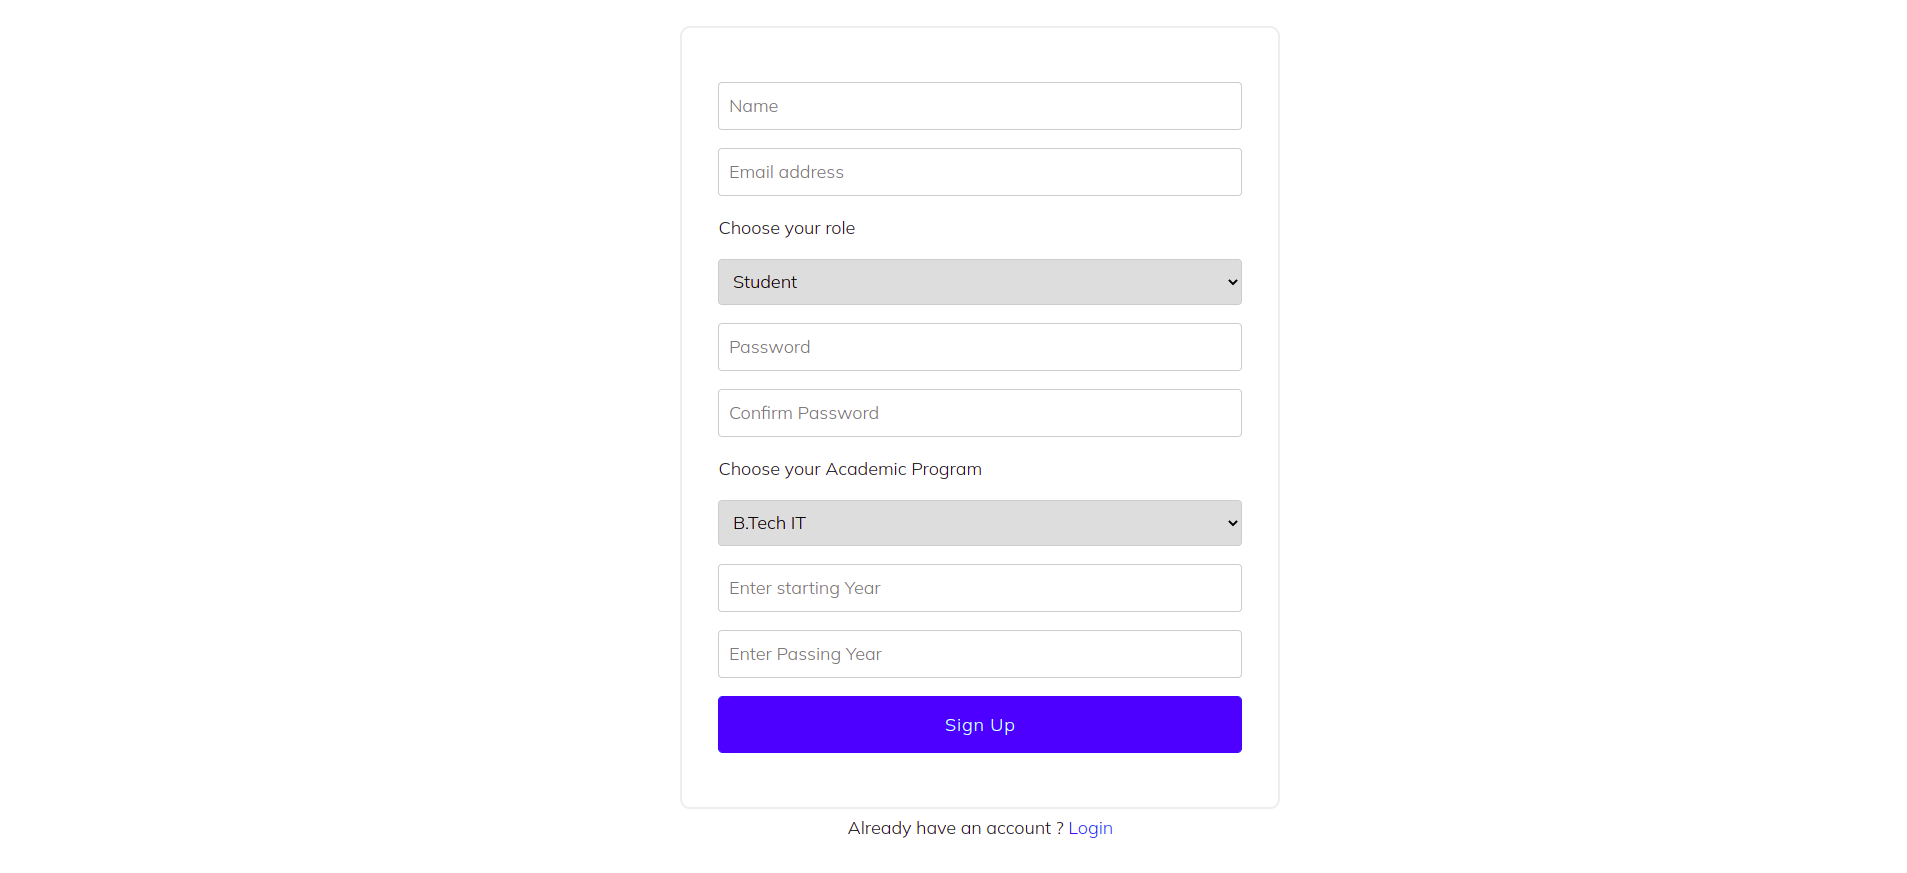 Name
Email address
Choose your role
Student
Password
Confirm Password
Choose your Academic Program
B.Tech IT
Enter starting Year
Enter Passing Year
Sign Up
Already have an account ? Login